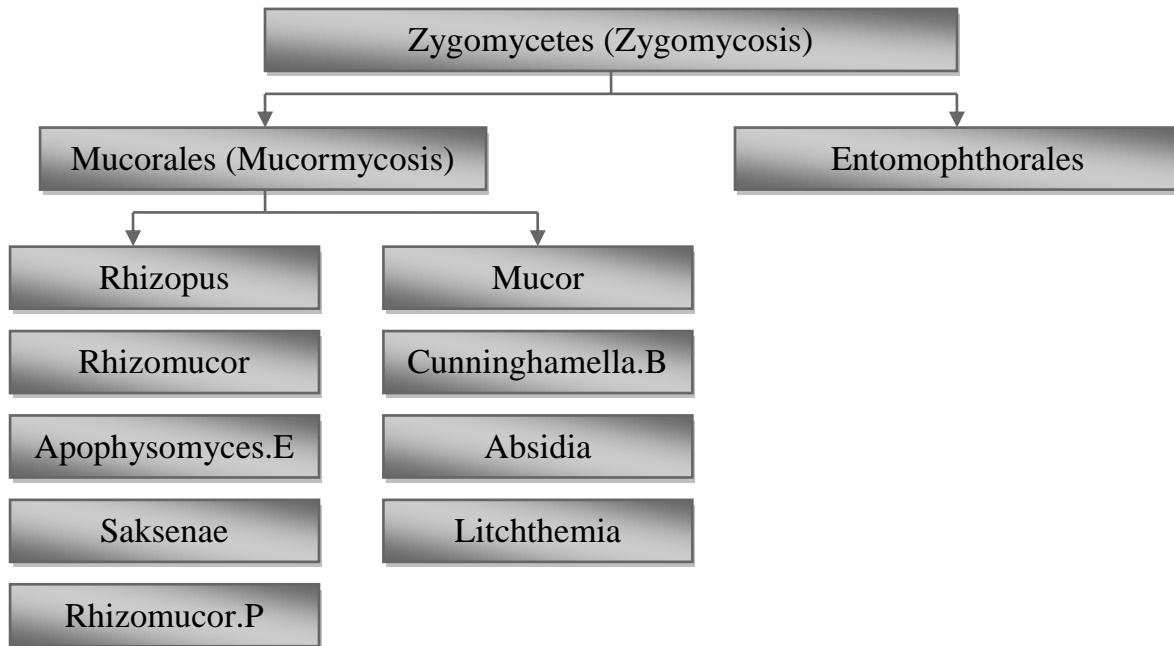 Zygomycetes (Zygomycosis)
Mucorales (Mucormycosis)
Entomophthorales
Rhizopus
Mucor
Rhizomucor
Cunninghamella.B
Apophysomyces.E
Absidia
Saksenae
Litchthemia
Rhizomucor.P